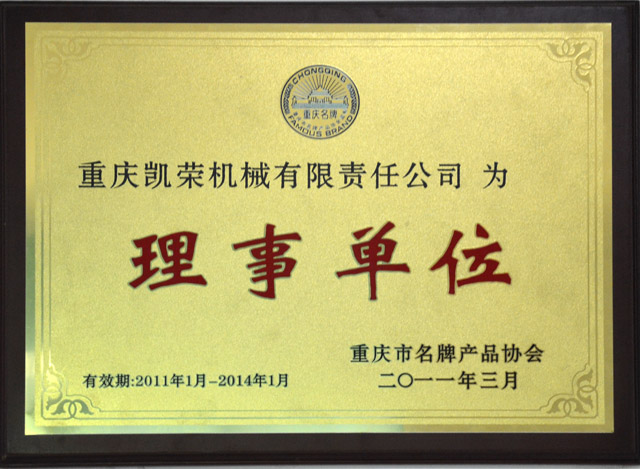 CHONGQING
重庆名牌
FAMOUS BRAND
重庆凯荣机械有限责任公司 为
理事单位
重庆市名牌产品协会
有效期:2011年1月-2014年1月
二〇一一年三月